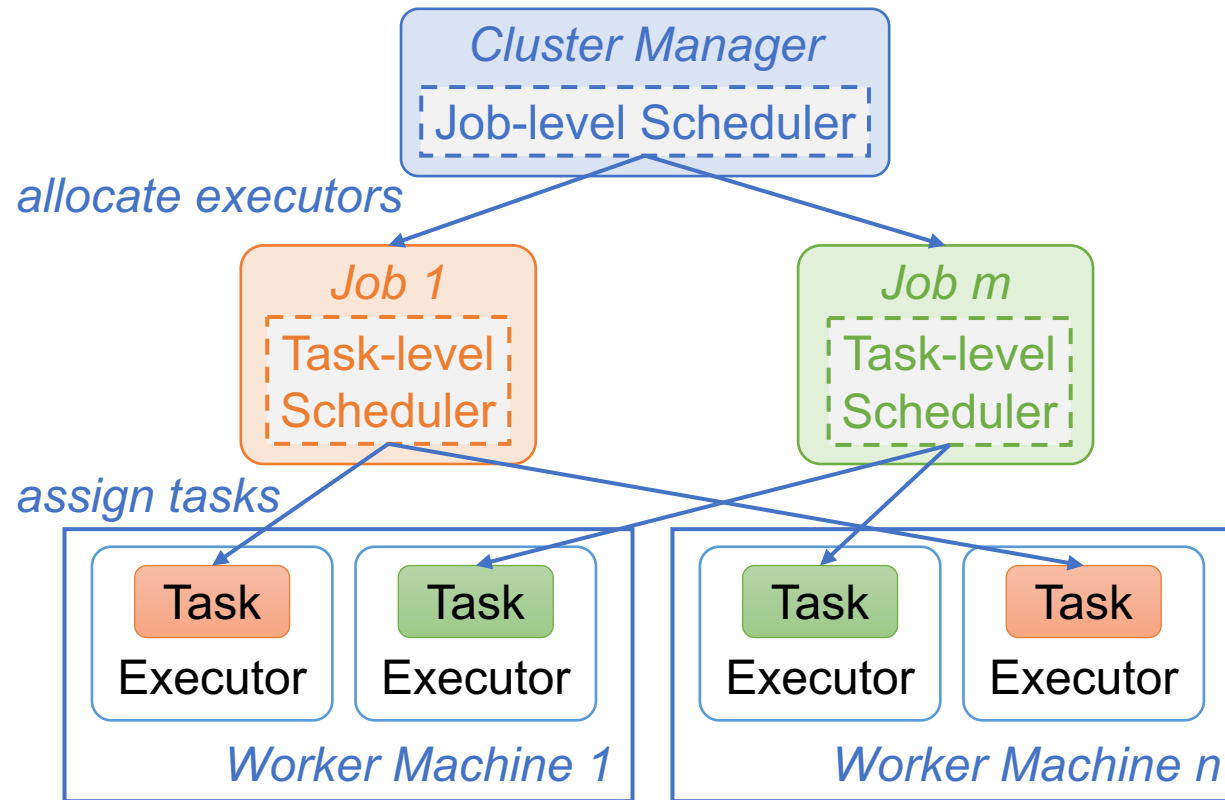 Cluster Manager
Job-level Scheduler
allocate executors
Job 1
Task-level
Scheduler
Job m
Task-level
Scheduler
assign tasks
Task
Executor
Task
Executor
Worker Machine 1
Task
Executor
Task
Executor
Worker Machine n